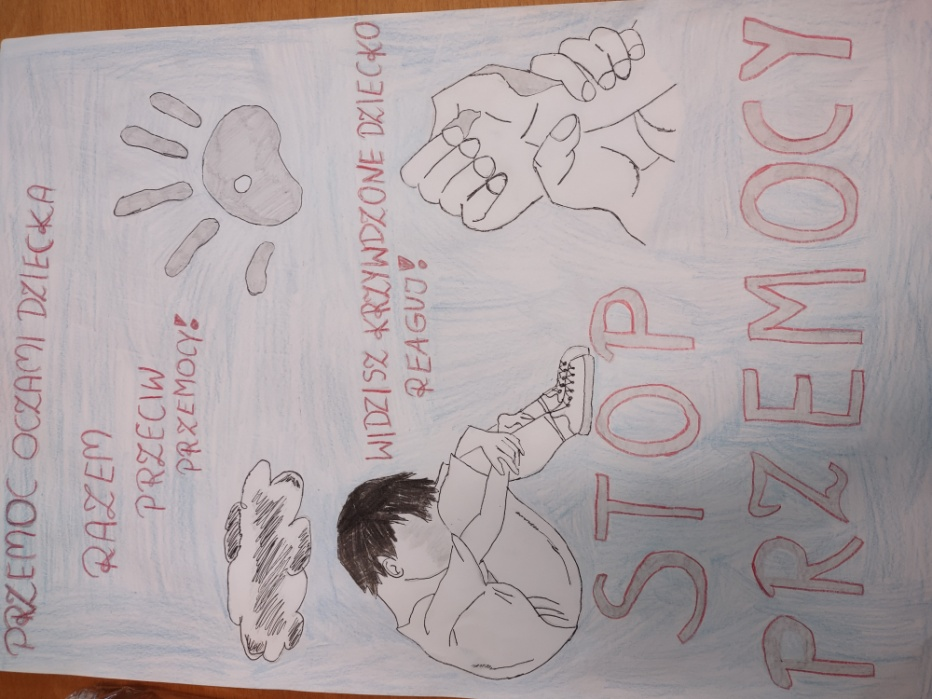 PRZEMOC OCZAMI DZIECKA
RAZEM
PRZECIW
PRZEMOCY!
WIDZISZ KRZYWDZONE DZIECKO
REAGUJ!
STOP
PRZEMOCY